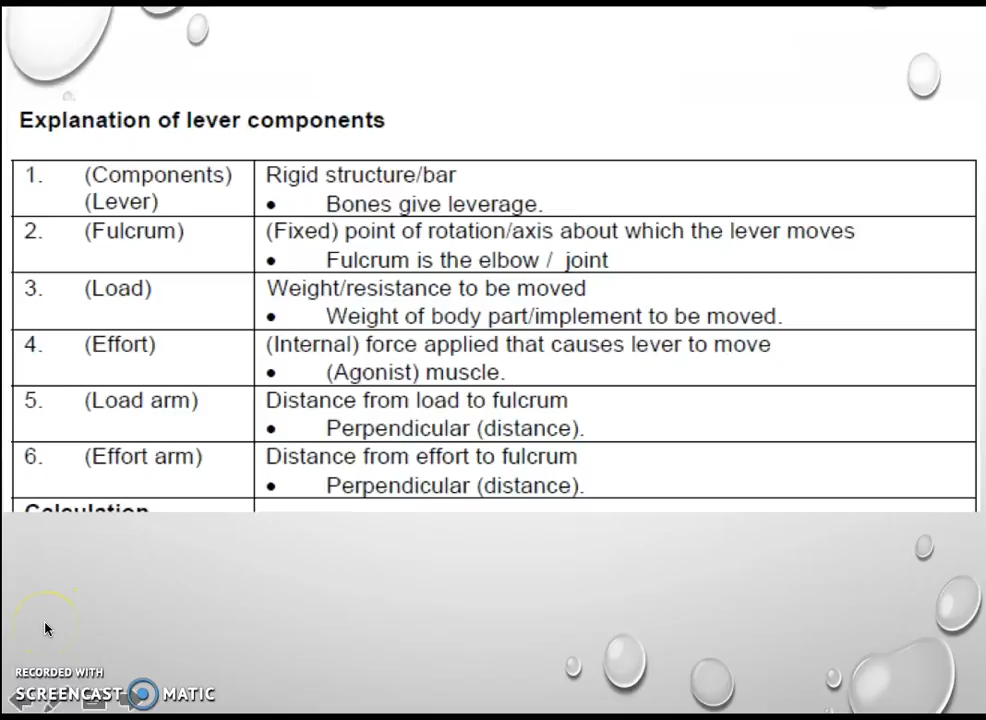 Explanation of lever components
1. (Components) Rigid structure/bar
(Lever) • Bones give leverage.
2. (Fulcrum) (Fixed) point of rotation/axis about which the lever moves
• Fulcrum is the elbow / joint
3. (Load) Weight/resistance to be moved
• Weight of body part/implement to be moved.
4. (Effort) (Internal) force applied that causes lever to move
• (Agonist) muscle.
5. (Load arm) Distance from load to fulcrum
• Perpendicular (distance).
6. (Effort arm) Distance from effort to fulcrum
• Perpendicular (distance).
Calculation
RECORDED WITH
SCREENCAST-O-MATIC